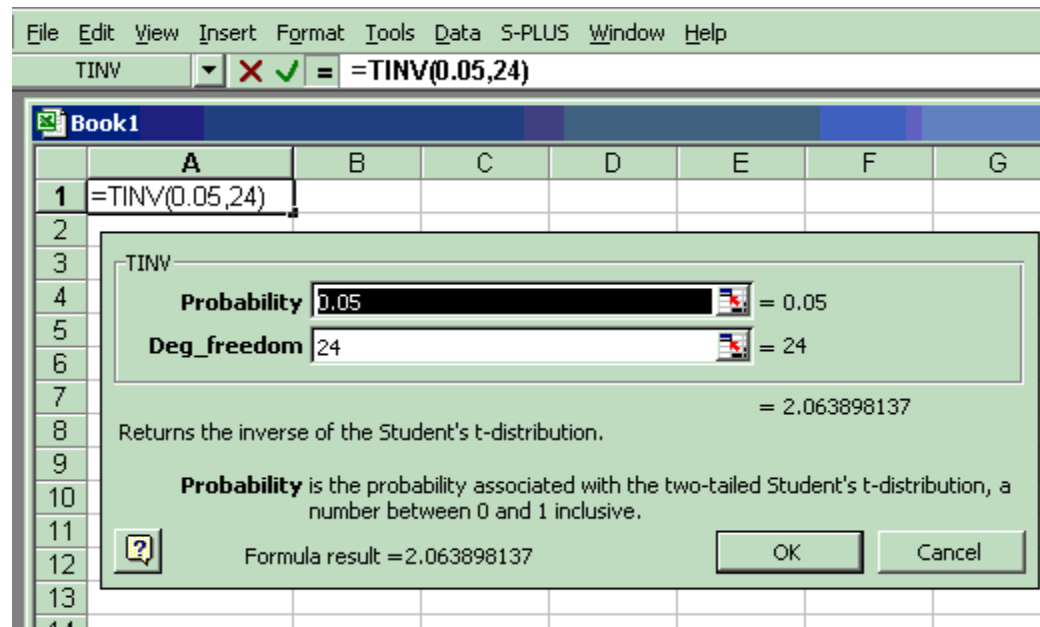 File Edit View Insert Format Tools Data S-PLUS Window Help
TINV = =TINV(0.05,24)
Book1
A B C D E F G
1 =TINV(0.05,24)
2
3
4
5
6
7
8
9
10
11
12
13
14
TINV
Probability 0.05 = 0.05
Deg_freedom 24 = 24
= 2.063898137
Returns the inverse of the Student's t-distribution.
Probability is the probability associated with the two-tailed Student's t-distribution, a
number between 0 and 1 inclusive.
? Formula result =2.063898137 OK Cancel